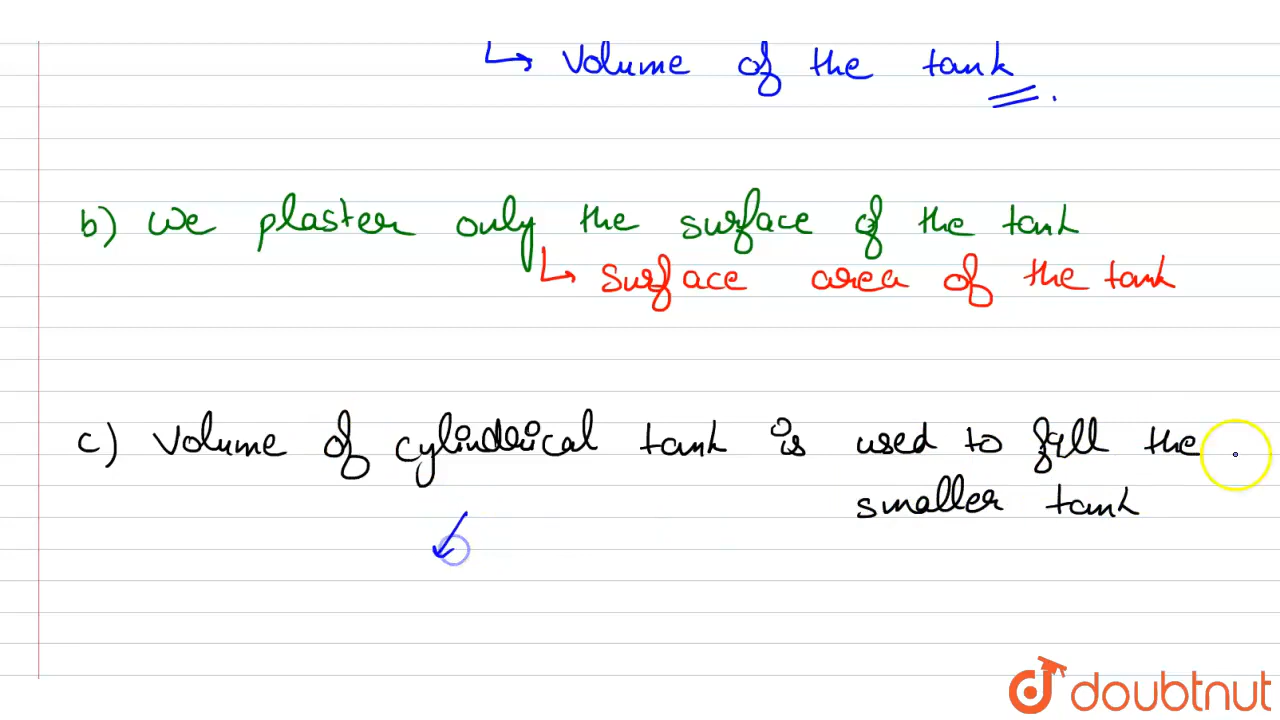 ↳ Volume of the tank.
b) We plaster only the surface of the tank
↳ surface area of the tank
c) Volume of cylindrical tank is used to fill the
smaller tank
doubtnut